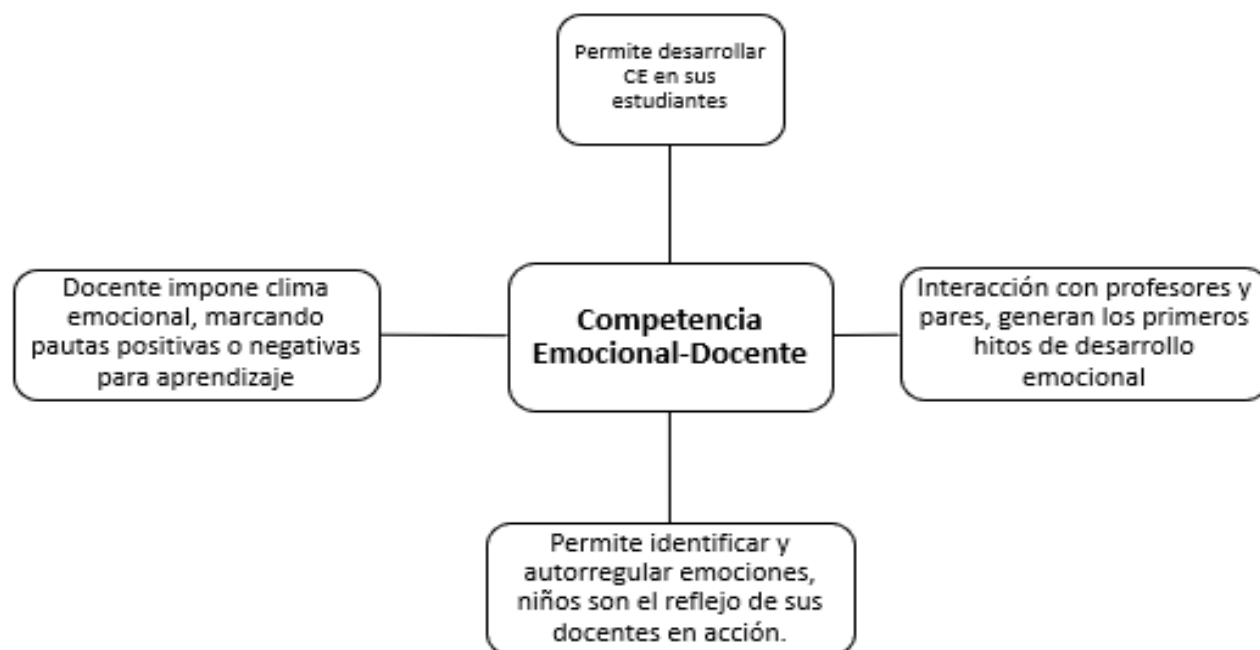 Permite desarrollar
CE en sus
estudiantes
Docente impone clima
emocional, marcando
pautas positivas o negativas
para aprendizaje
Competencia
Emocional-Docente
Interacción con profesores y
pares, generan los primeros
hitos de desarrollo
emocional
Permite identificar y
autorregular emociones,
niños son el reflejo de sus
docentes en acción.